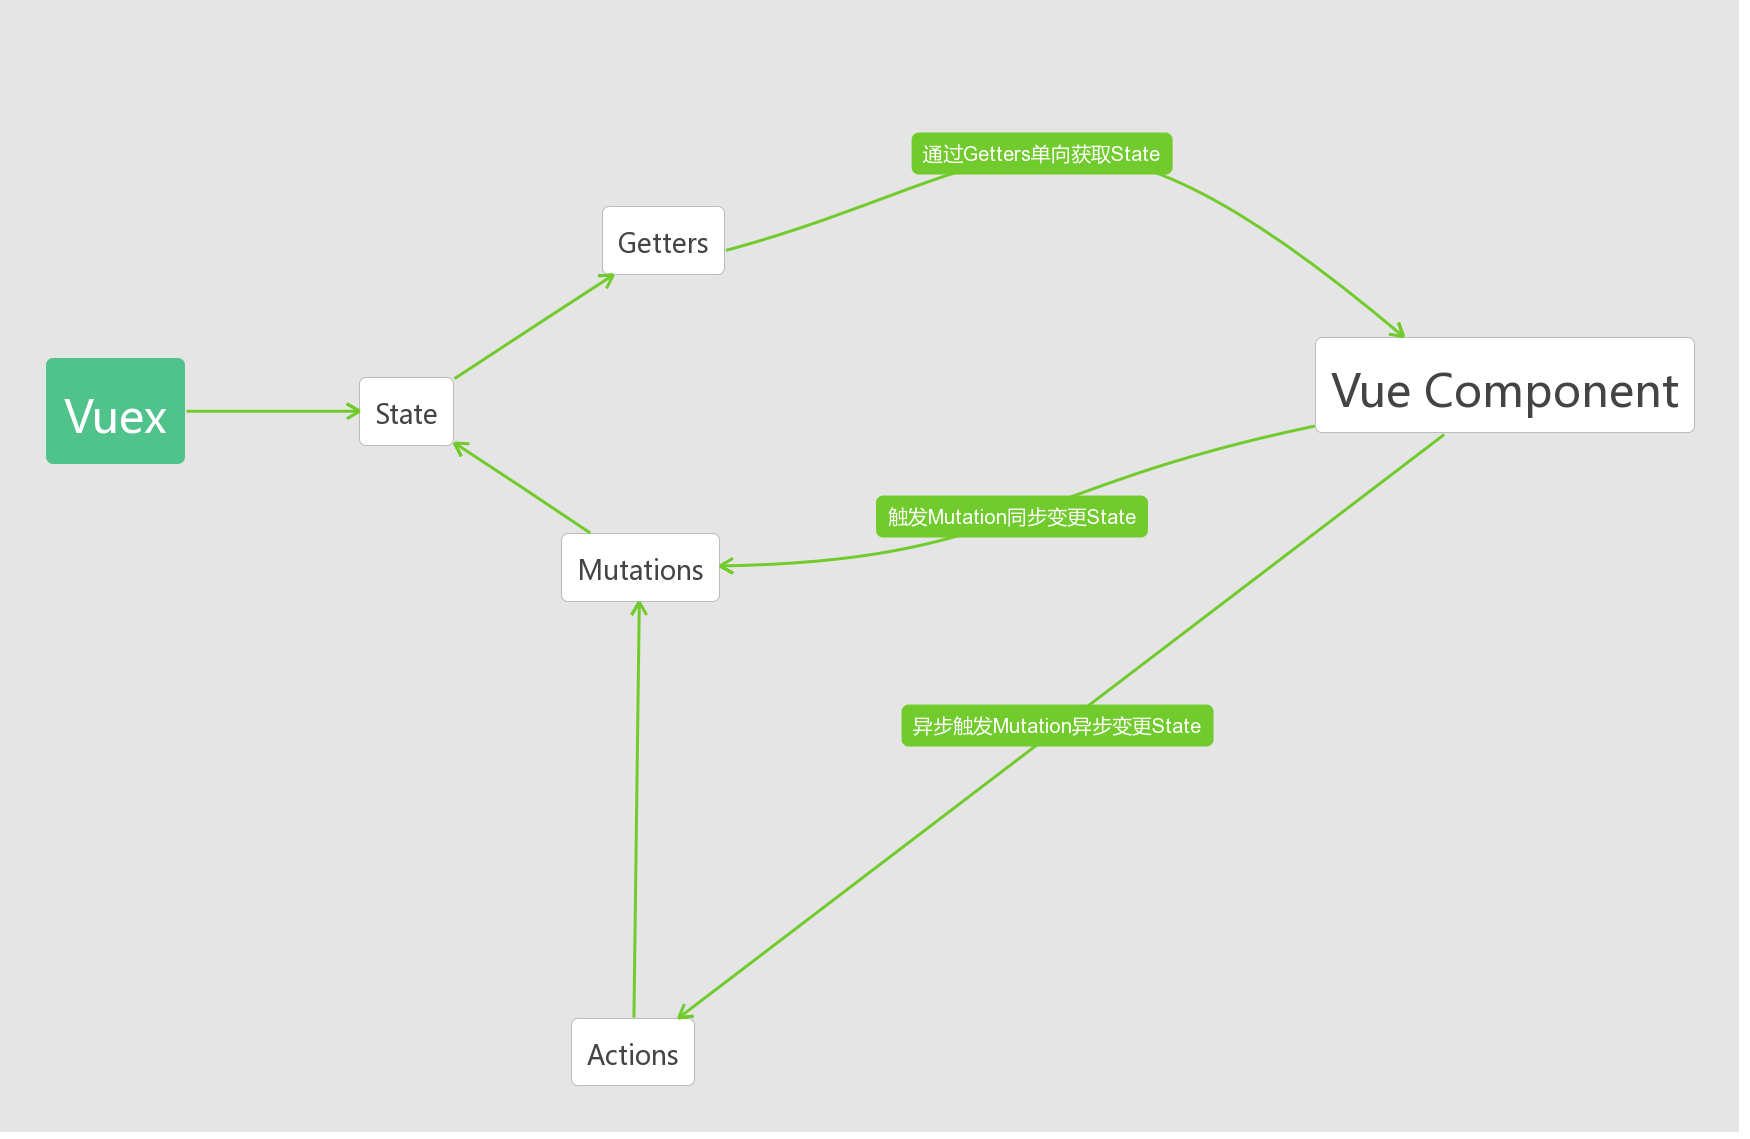 通过Getters单向获取State
Getters
Vuex
State
Vue Component
触发Mutation同步变更State
Mutations
异步触发Mutation异步变更State
Actions